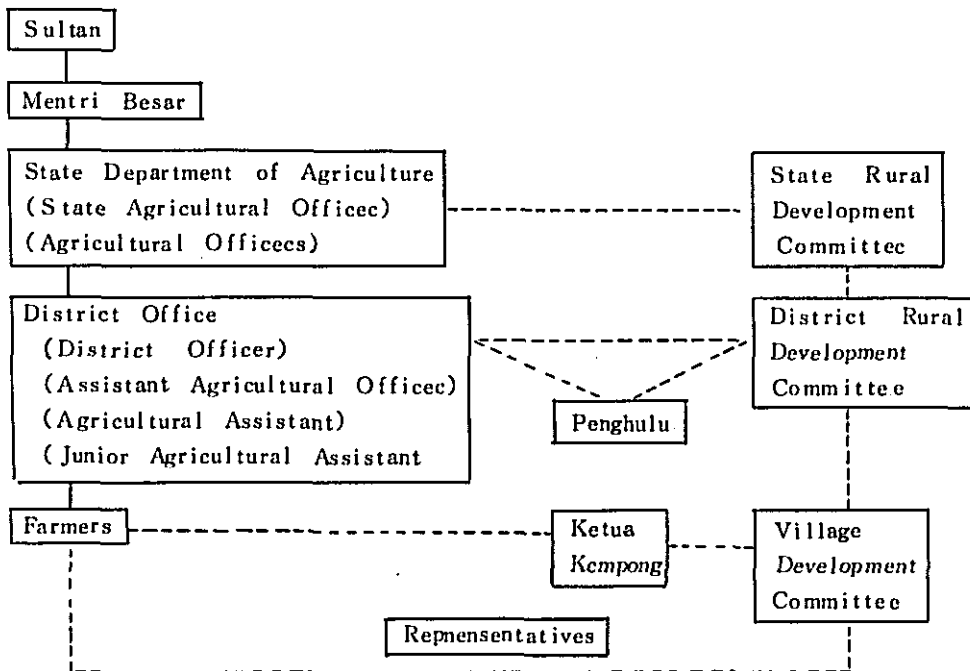 Sultan
Mentri Besar
State Department of Agriculture
(State Agricultural Officec)
(Agricultural Officecs)
State Rural
Development
Committec
District Office
(District Officer)
(Assistant Agricultural Officec)
(Agricultural Assistant)
(Junior Agricultural Assistant
Penghulu
District Rural
Development
Committee
Farmers
Ketua
Kcmpong
Village
Development
Committec
Repmensentatives